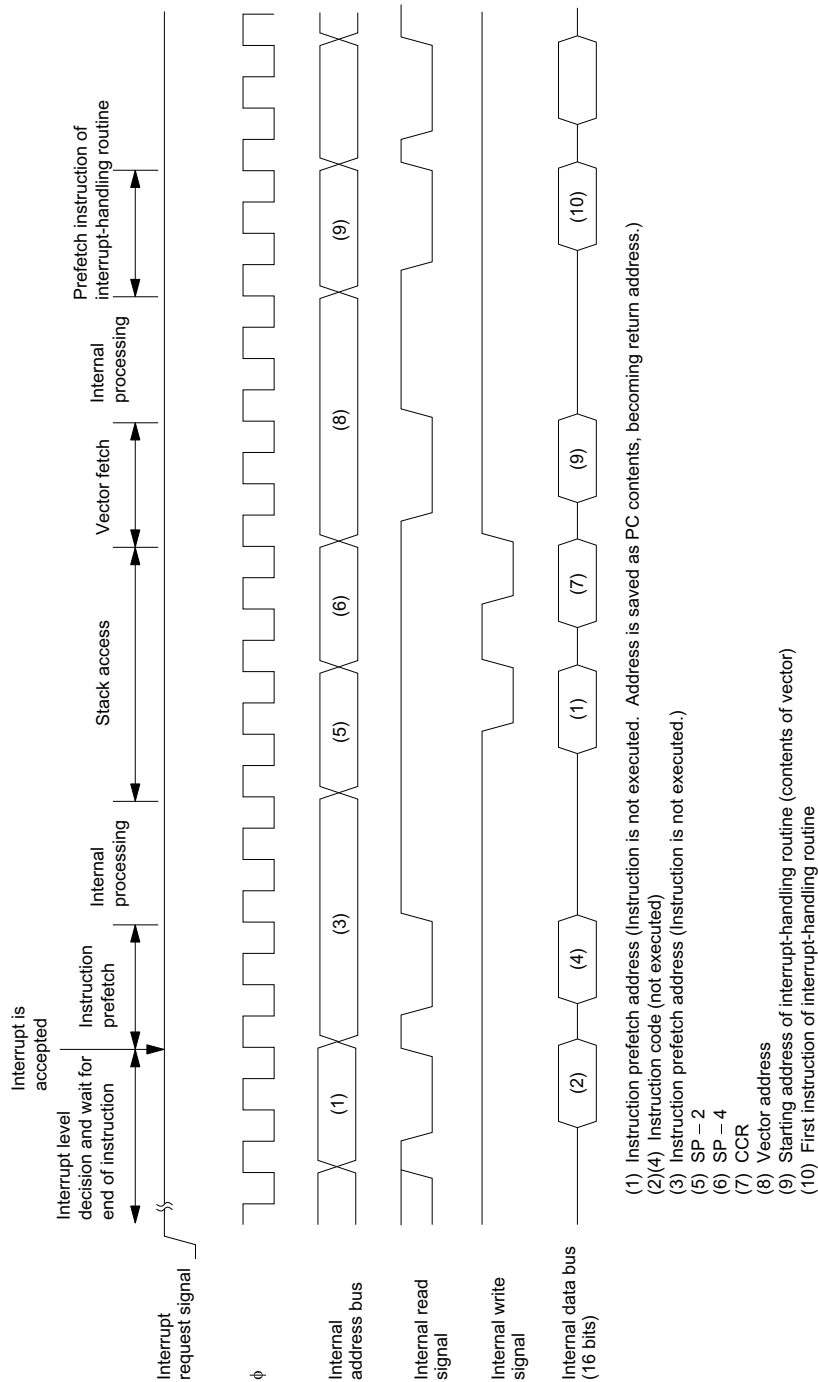 Interrupt is
accepted
Interrupt level
decision and wait for
end of instruction
Instruction
prefetch
Internal
processing
Stack access
Vector fetch
Internal
processing
Prefetch instruction of
interrupt-handling routine
Interrupt
request signal
ϕ
Internal
address bus
(1)
(3)
(5)
(6)
(8)
(9)
Internal read
signal
Internal write
signal
Internal data bus
(16 bits)
(2)
(4)
(1)
(7)
(9)
(10)
(1) Instruction prefetch address (Instruction is not executed. Address is saved as PC contents, becoming return address.)
(2)(4) Instruction code (not executed)
(3) Instruction prefetch address (Instruction is not executed.)
(5) SP – 2
(6) SP – 4
(7) CCR
(8) Vector address
(9) Starting address of interrupt-handling routine (contents of vector)
(10) First instruction of interrupt-handling routine